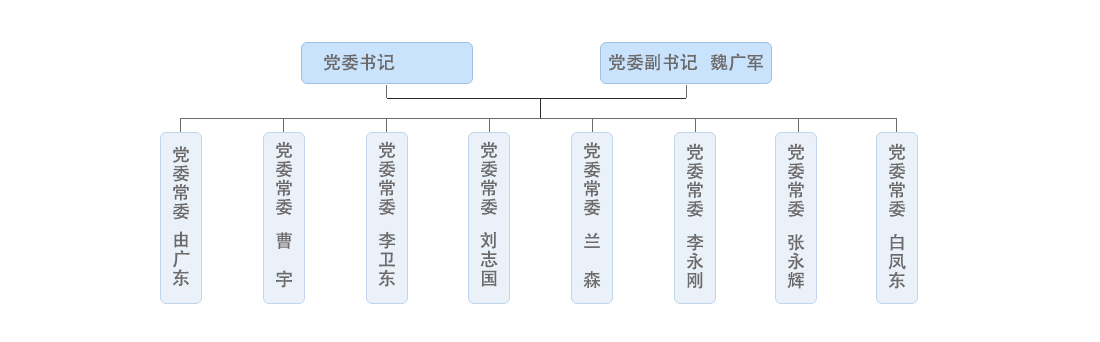 党委书记
党委副书记 魏广军
党委常委 由广东
党委常委 曹宇
党委常委 李卫东
党委常委 刘志国
党委常委 兰森
党委常委 李永刚
党委常委 张永辉
党委常委 白凤东